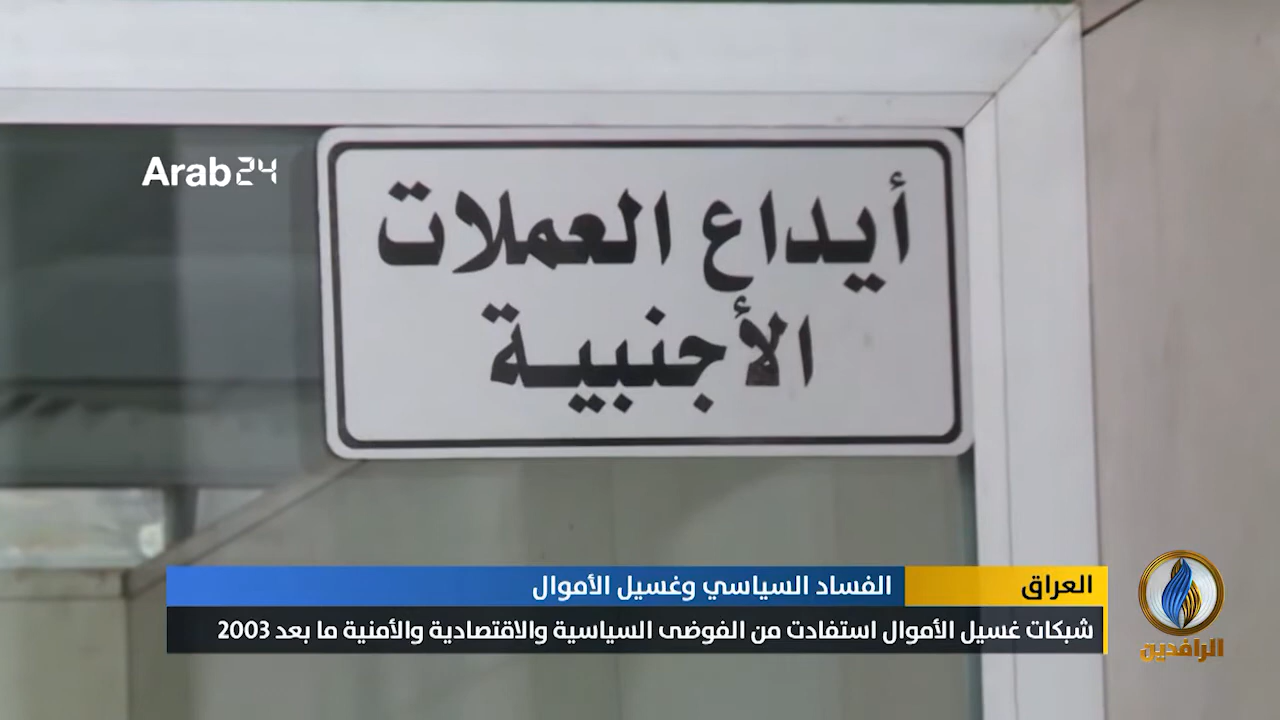 Arab24
أيداع العملات
الأجنبية
العراق
الفساد السياسي وغسيل الأموال
شبكات غسيل الأموال استفادت من الفوضى السياسية والاقتصادية والأمنية ما بعد 2003
الرافدين